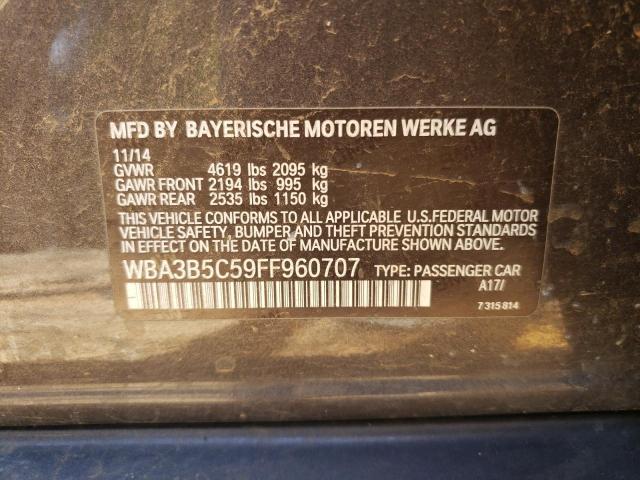 MFD BY BAYERISCHE MOTOREN WERKE AG
11/14
GVWR 4619 lbs 2095 kg
GAWR FRONT 2194 lbs 995 kg
GAWR REAR 2535 lbs 1150 kg
THIS VEHICLE CONFORMS TO ALL APPLICABLE U.S.FEDERAL MOTOR
VEHICLE SAFETY, BUMPER AND THEFT PREVENTION STANDARDS
IN EFFECT ON THE DATE OF MANUFACTURE SHOWN ABOVE.
WBA3B5C59FF960707 TYPE: PASSENGER CAR
A17/
7 315 814